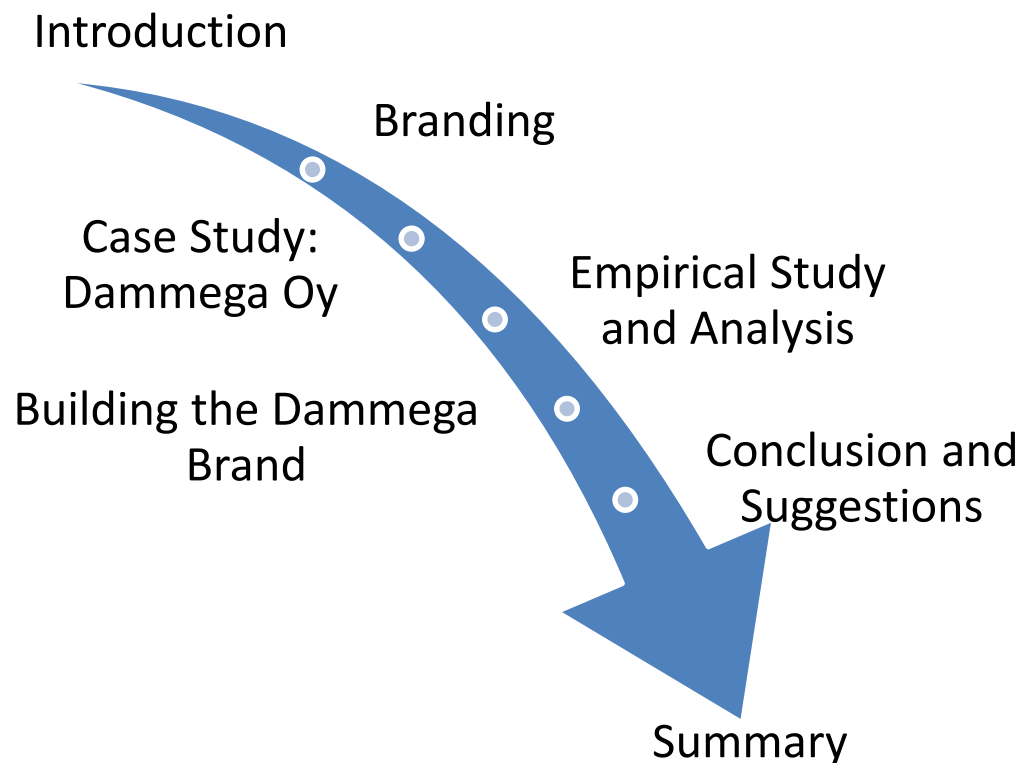 Introduction
Branding
Case Study:
Dammega Oy
Empirical Study
and Analysis
Building the Dammega
Brand
Conclusion and
Suggestions
Summary